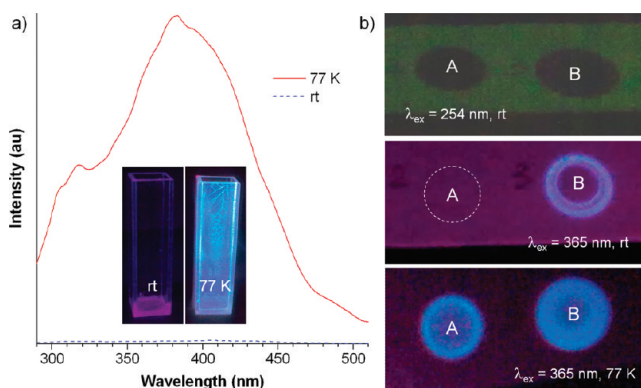 a)
Intensity (au)
77 K
rt
rt
77 K
300 350 400 450 500
Wavelength (nm)
b)
A
B
λex = 254 nm, rt
A
B
λex = 365 nm, rt
A
B
λex = 365 nm, 77 K